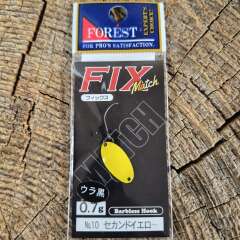 FOREST
EXPERT'S
CHOICE!
FOR PRO'S SATISFACTION.
FIX
Match
フィックス
ウラ黒
0.7g
Barbless Hook
No.10 セカンドイエロー